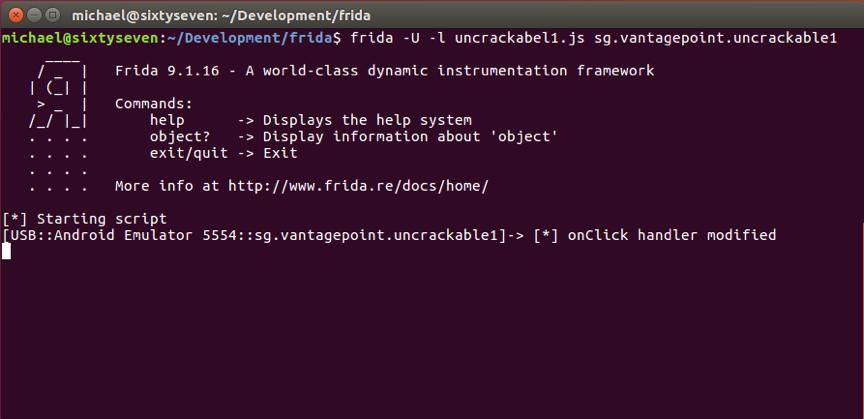 michael@sixtyseven: ~/Development/frida
michael@sixtyseven:~/Development/frida$ frida -U -l uncrackabel1.js sg.vantagepoint.uncrackable1
     ____
    / _  |   Frida 9.1.16 - A world-class dynamic instrumentation framework
   | (_| |
    > _  |   Commands:
   /_/ |_|       help      -> Displays the help system
   . . . .       object?   -> Display information about 'object'
   . . . .       exit/quit -> Exit
   . . . .
   . . . .   More info at http://www.frida.re/docs/home/
[*] Starting script
[USB::Android Emulator 5554::sg.vantagepoint.uncrackable1]-> [*] onClick handler modified